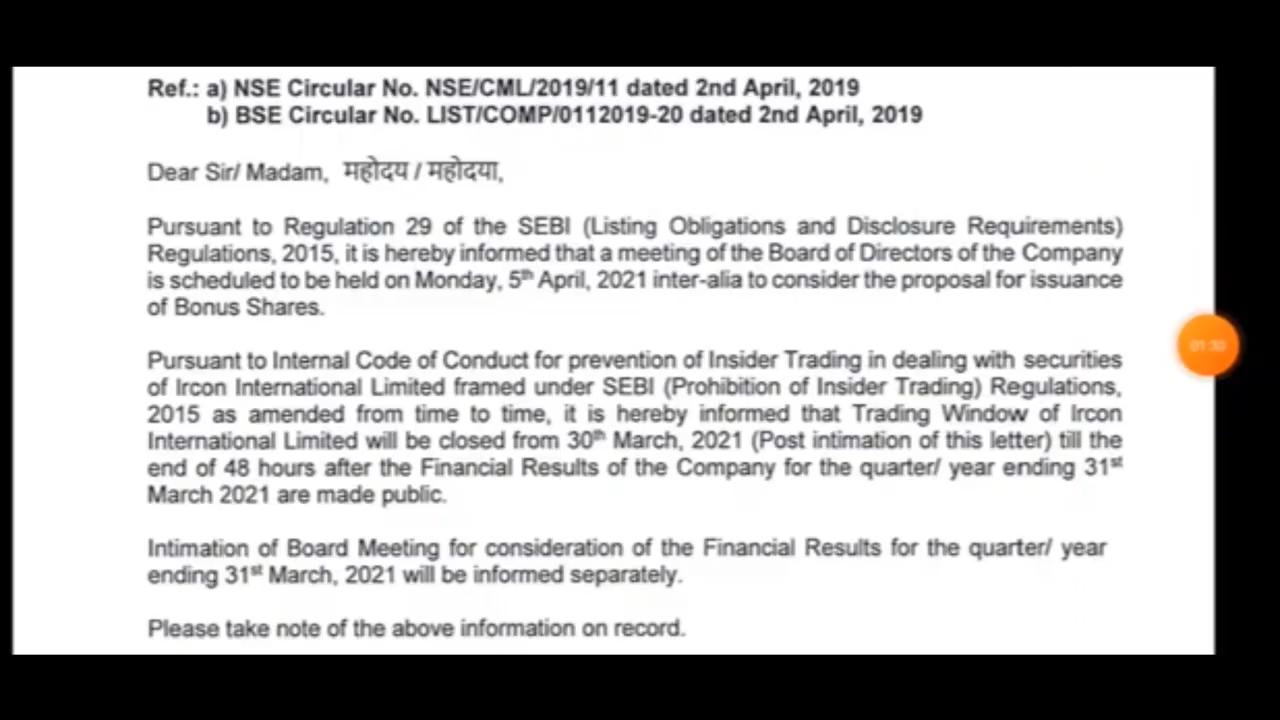 Ref.: a) NSE Circular No. NSE/CML/2019/11 dated 2nd April, 2019
b) BSE Circular No. LIST/COMP/0112019-20 dated 2nd April, 2019
Dear Sir/ Madam, महोदय / महोदया,
Pursuant to Regulation 29 of the SEBI (Listing Obligations and Disclosure Requirements)
Regulations, 2015, it is hereby informed that a meeting of the Board of Directors of the Company
is scheduled to be held on Monday, 5th April, 2021 inter-alia to consider the proposal for issuance
of Bonus Shares.
Pursuant to Internal Code of Conduct for prevention of Insider Trading in dealing with securities
of Ircon International Limited framed under SEBI (Prohibition of Insider Trading) Regulations,
2015 as amended from time to time, it is hereby informed that Trading Window of Ircon
International Limited will be closed from 30th March, 2021 (Post intimation of this letter) till the
end of 48 hours after the Financial Results of the Company for the quarter/ year ending 31st
March 2021 are made public.
Intimation of Board Meeting for consideration of the Financial Results for the quarter/ year
ending 31st March, 2021 will be informed separately.
Please take note of the above information on record.
01:30